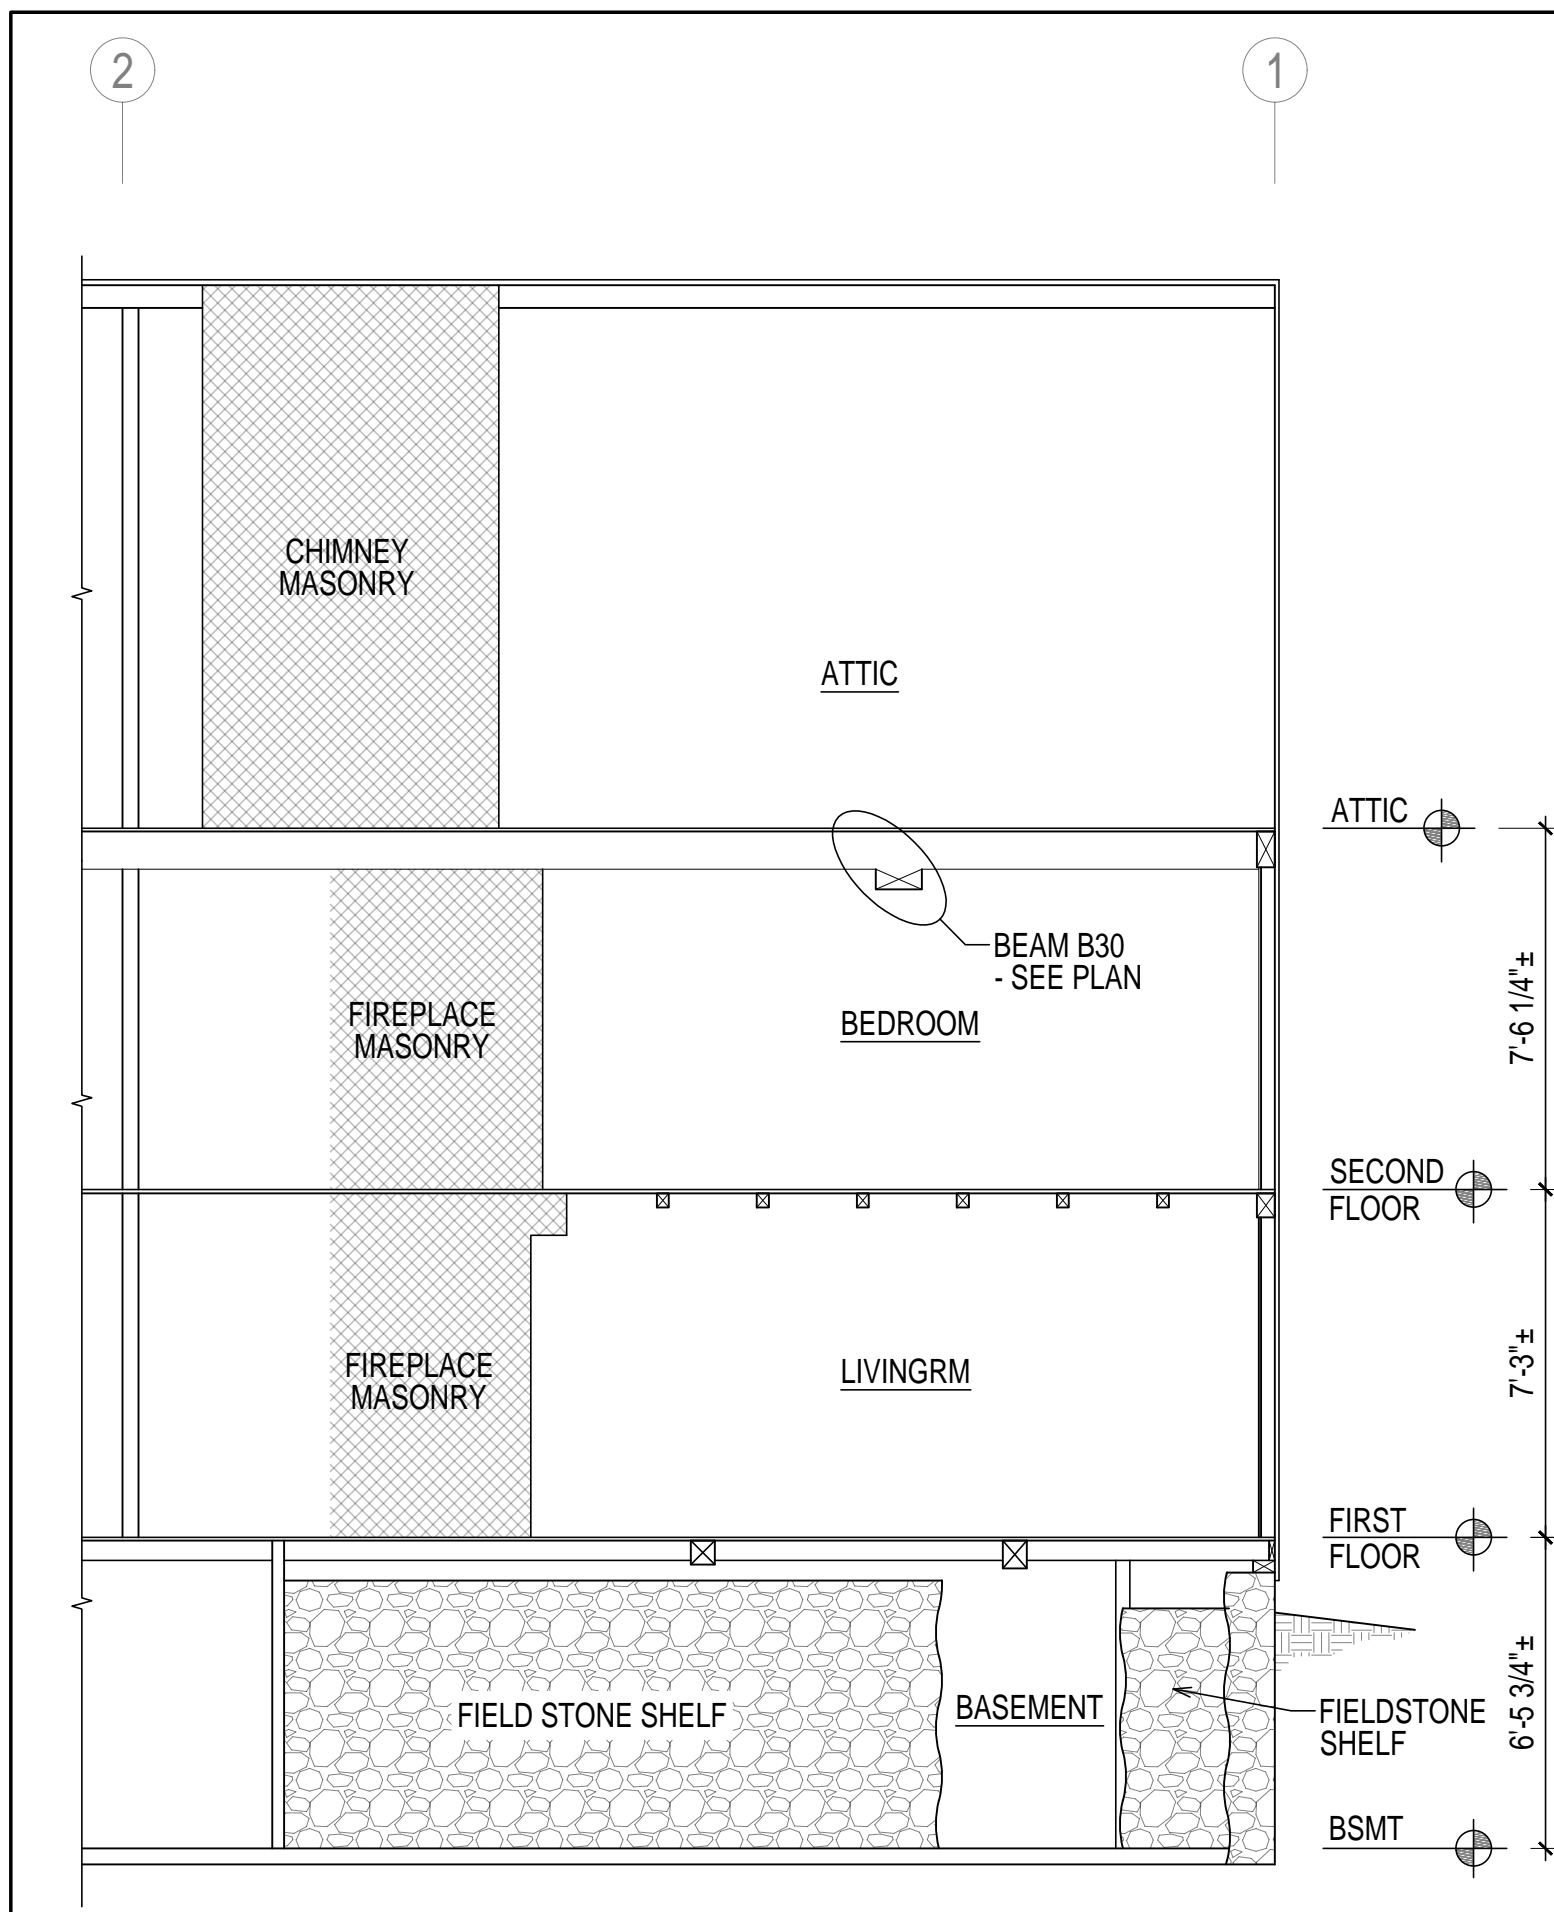 2
1
CHIMNEY
MASONRY
ATTIC
ATTIC
BEAM B30
- SEE PLAN
FIREPLACE
MASONRY
BEDROOM
7'-6 1/4"±
SECOND
FLOOR
FIREPLACE
MASONRY
LIVINGRM
7'-3"±
FIRST
FLOOR
FIELD STONE SHELF
BASEMENT
FIELDSTONE
SHELF
6'-5 3/4"±
BSMT